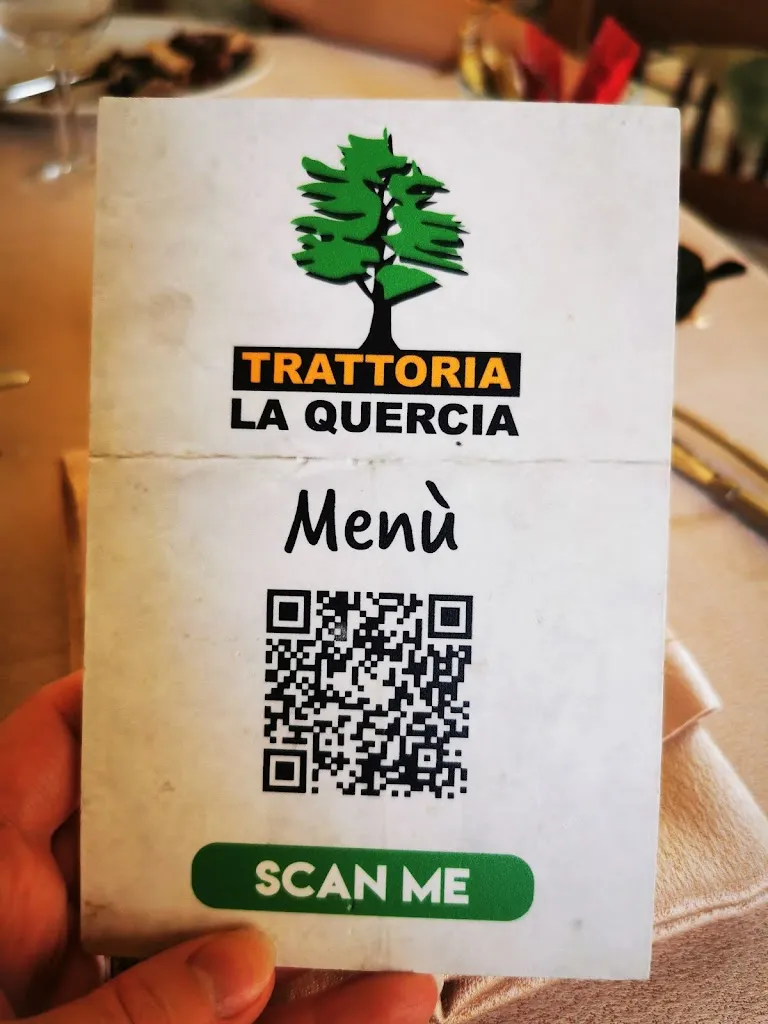 TRATTORIA
LA QUERCIA
Menù
SCAN ME